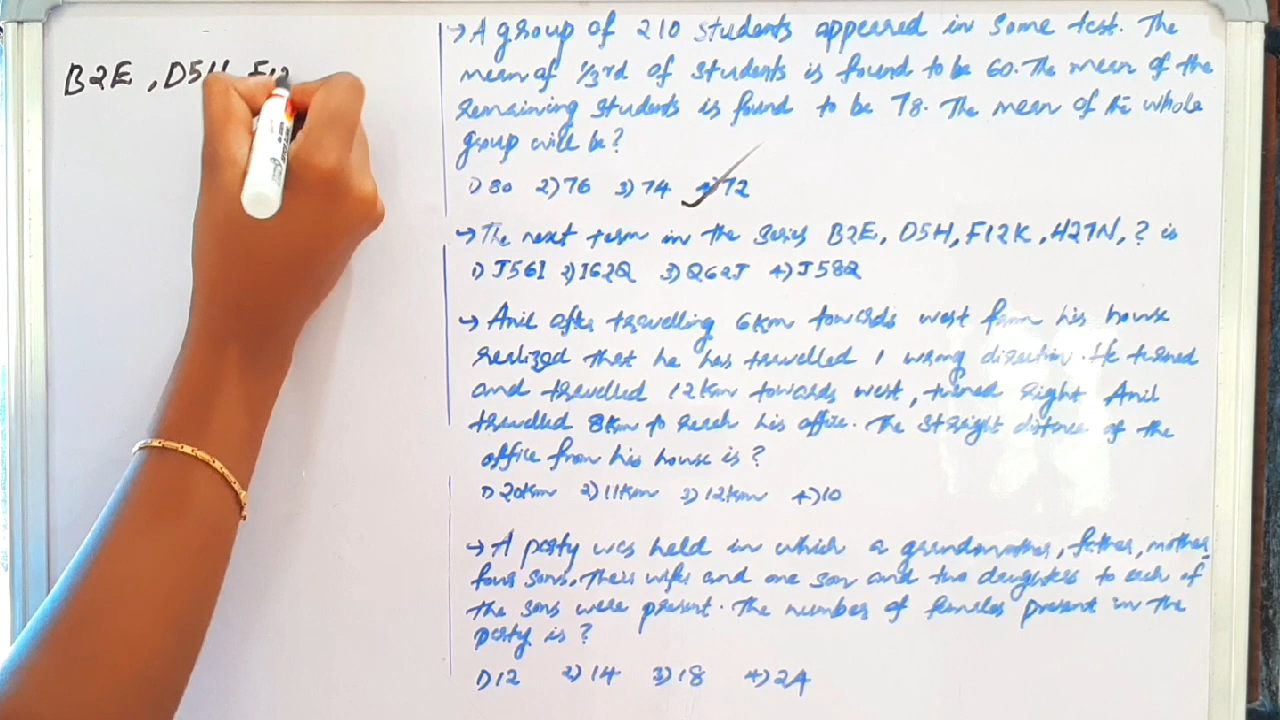 B2E, D5H, F12
→ A group of 210 students appeared in some test. The
mean of 1/3rd of students is found to be 60. The mean of the
remaining students is found to be 78. The mean of the whole
group will be?
1) 80 2) 76 3) 74 4) 72
→ The next term in the series B2E, D5H, F12K, H27N, ? is
1) J56I 2) I62Q 3) Q62J 4) J58Q
→ Anil after travelling 6km towards west from his house
realized that he has travelled 1 wrong direction. He turned
and travelled 12km towards west, turned right Anil
travelled 8km to reach his office. The straight distance of the
office from his house is?
1) 20km 2) 11km 3) 12km 4) 10
→ A party was held in which a grandmother, father, mother,
four sons, their wifes and one son and two daughters to each of
the sons were present. The number of females present in the
party is?
1) 12 2) 14 3) 18 4) 24